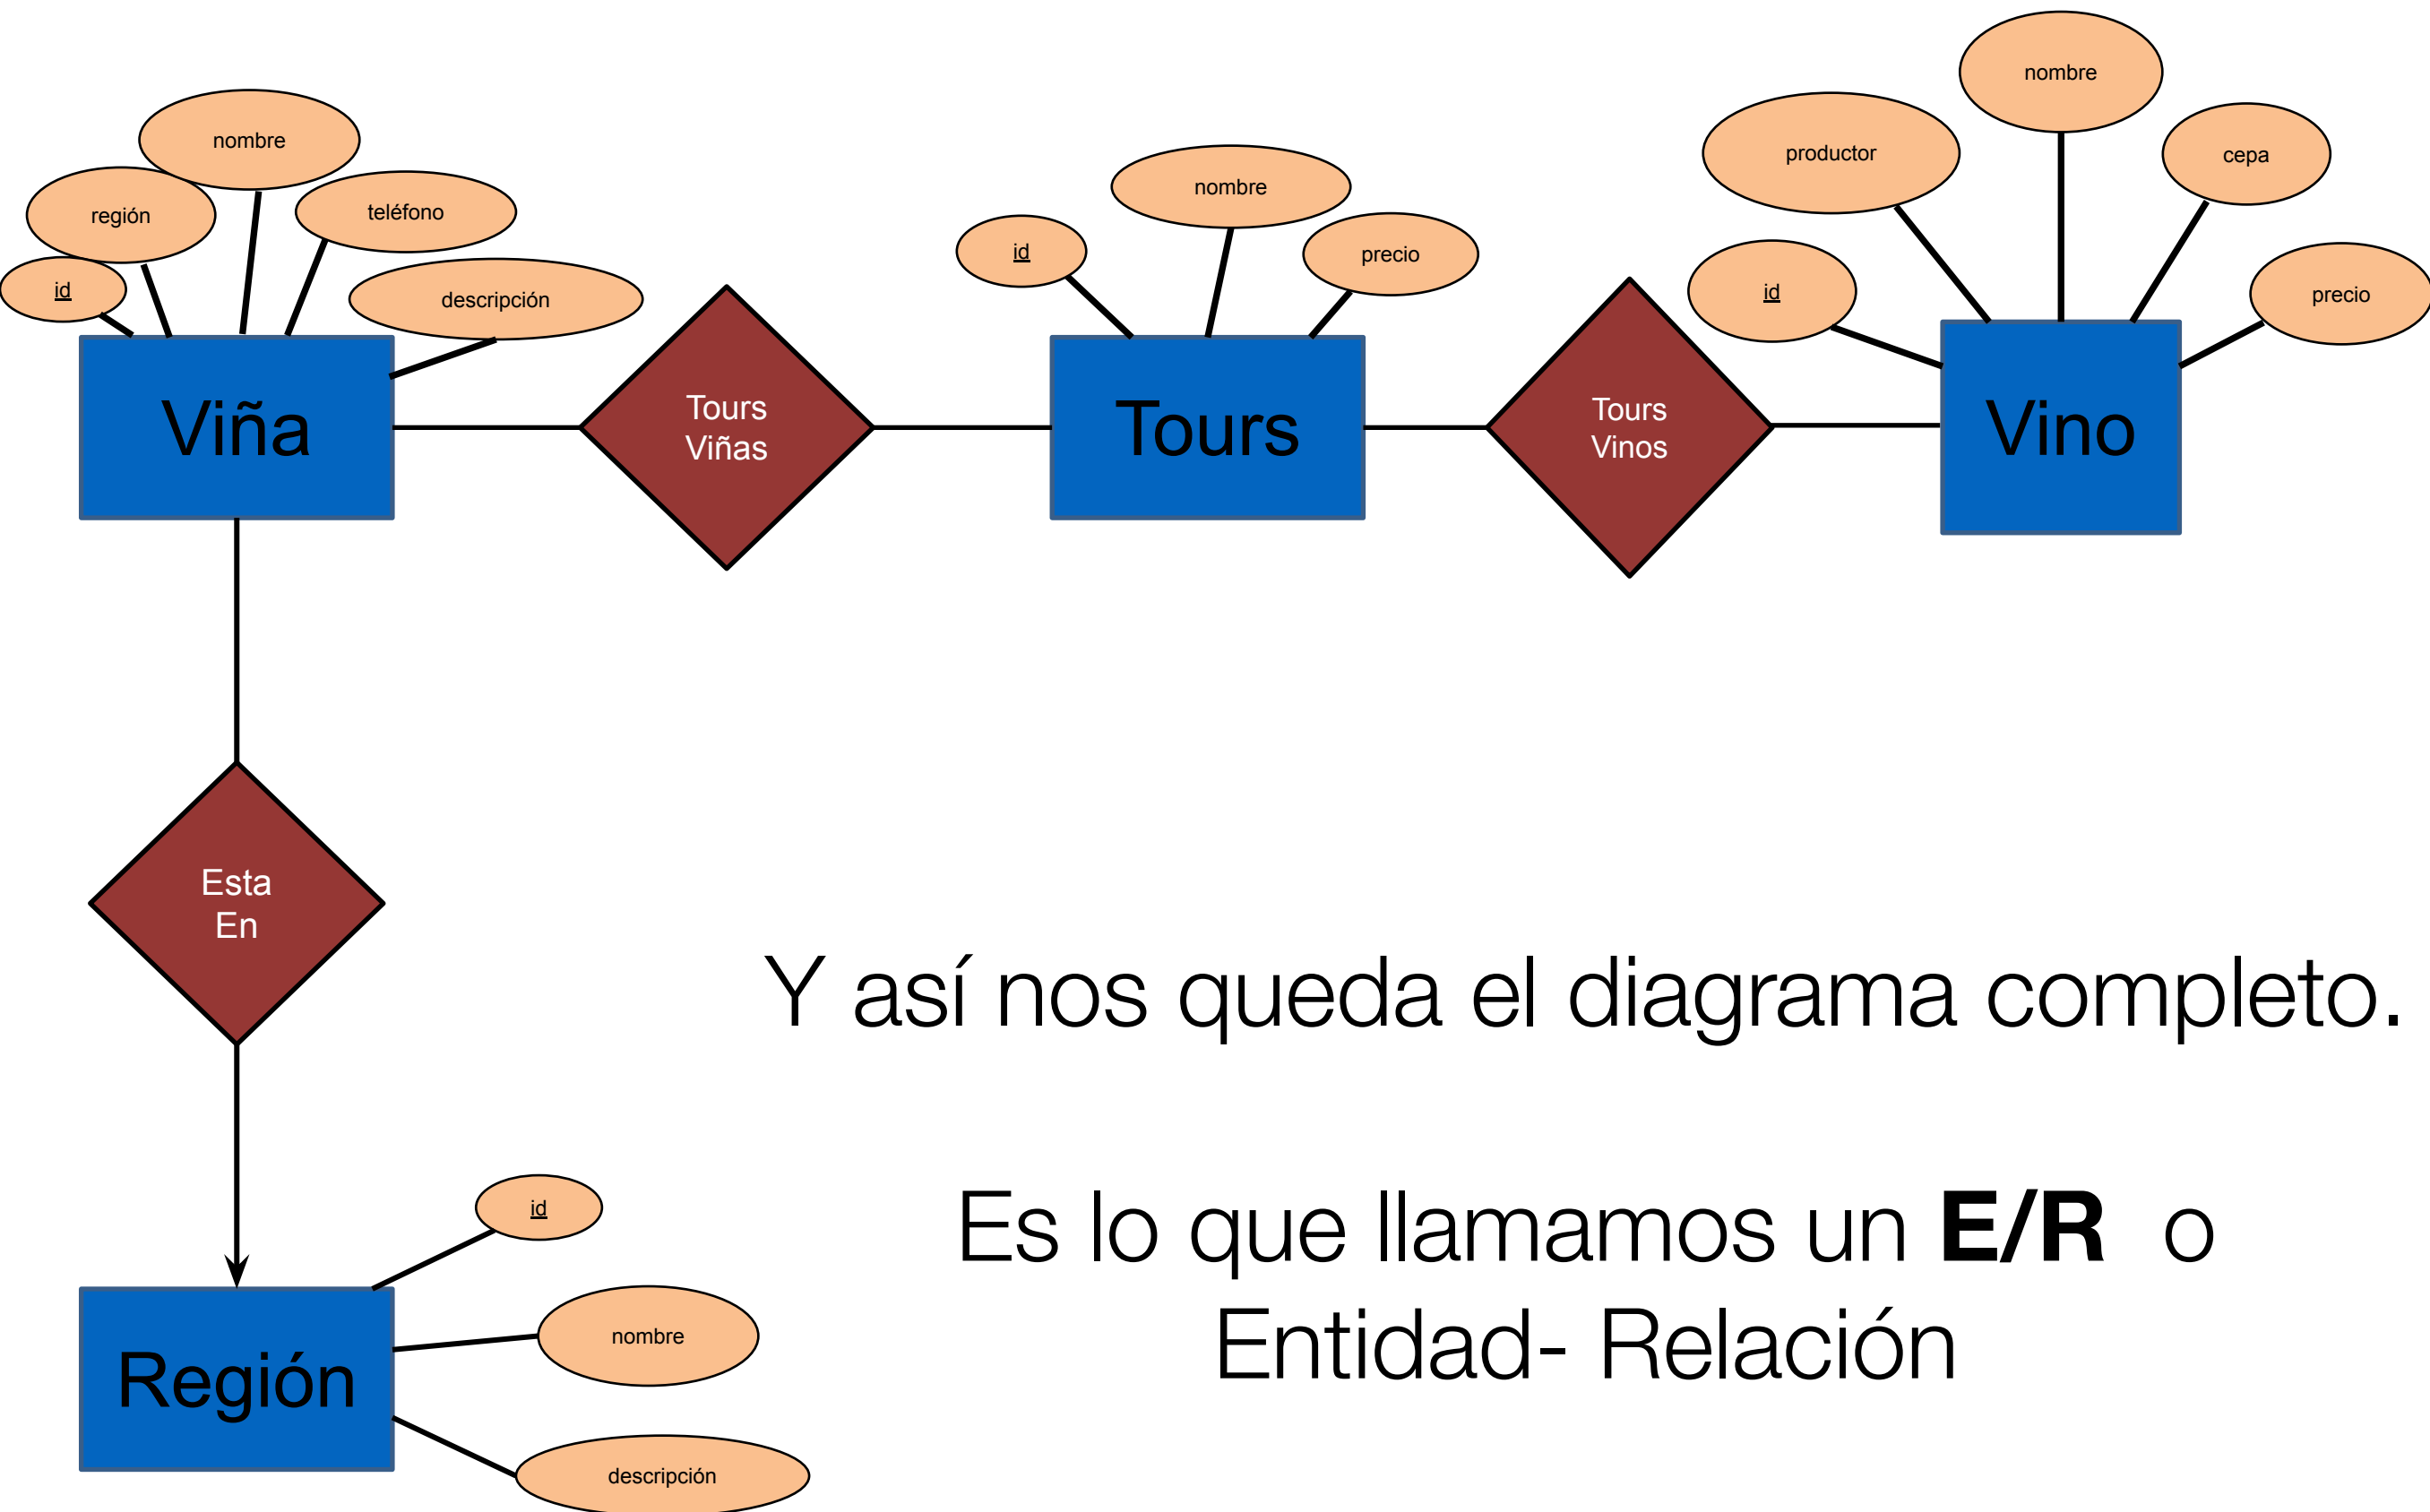 nombre
región
teléfono
id
descripción
Viña
Tours
Viñas
nombre
id
precio
Tours
Tours
Vinos
nombre
productor
cepa
id
precio
Vino
Esta
En
Y así nos queda el diagrama completo.
Es lo que llamamos un E/R o
Entidad- Relación
id
nombre
descripción
Región